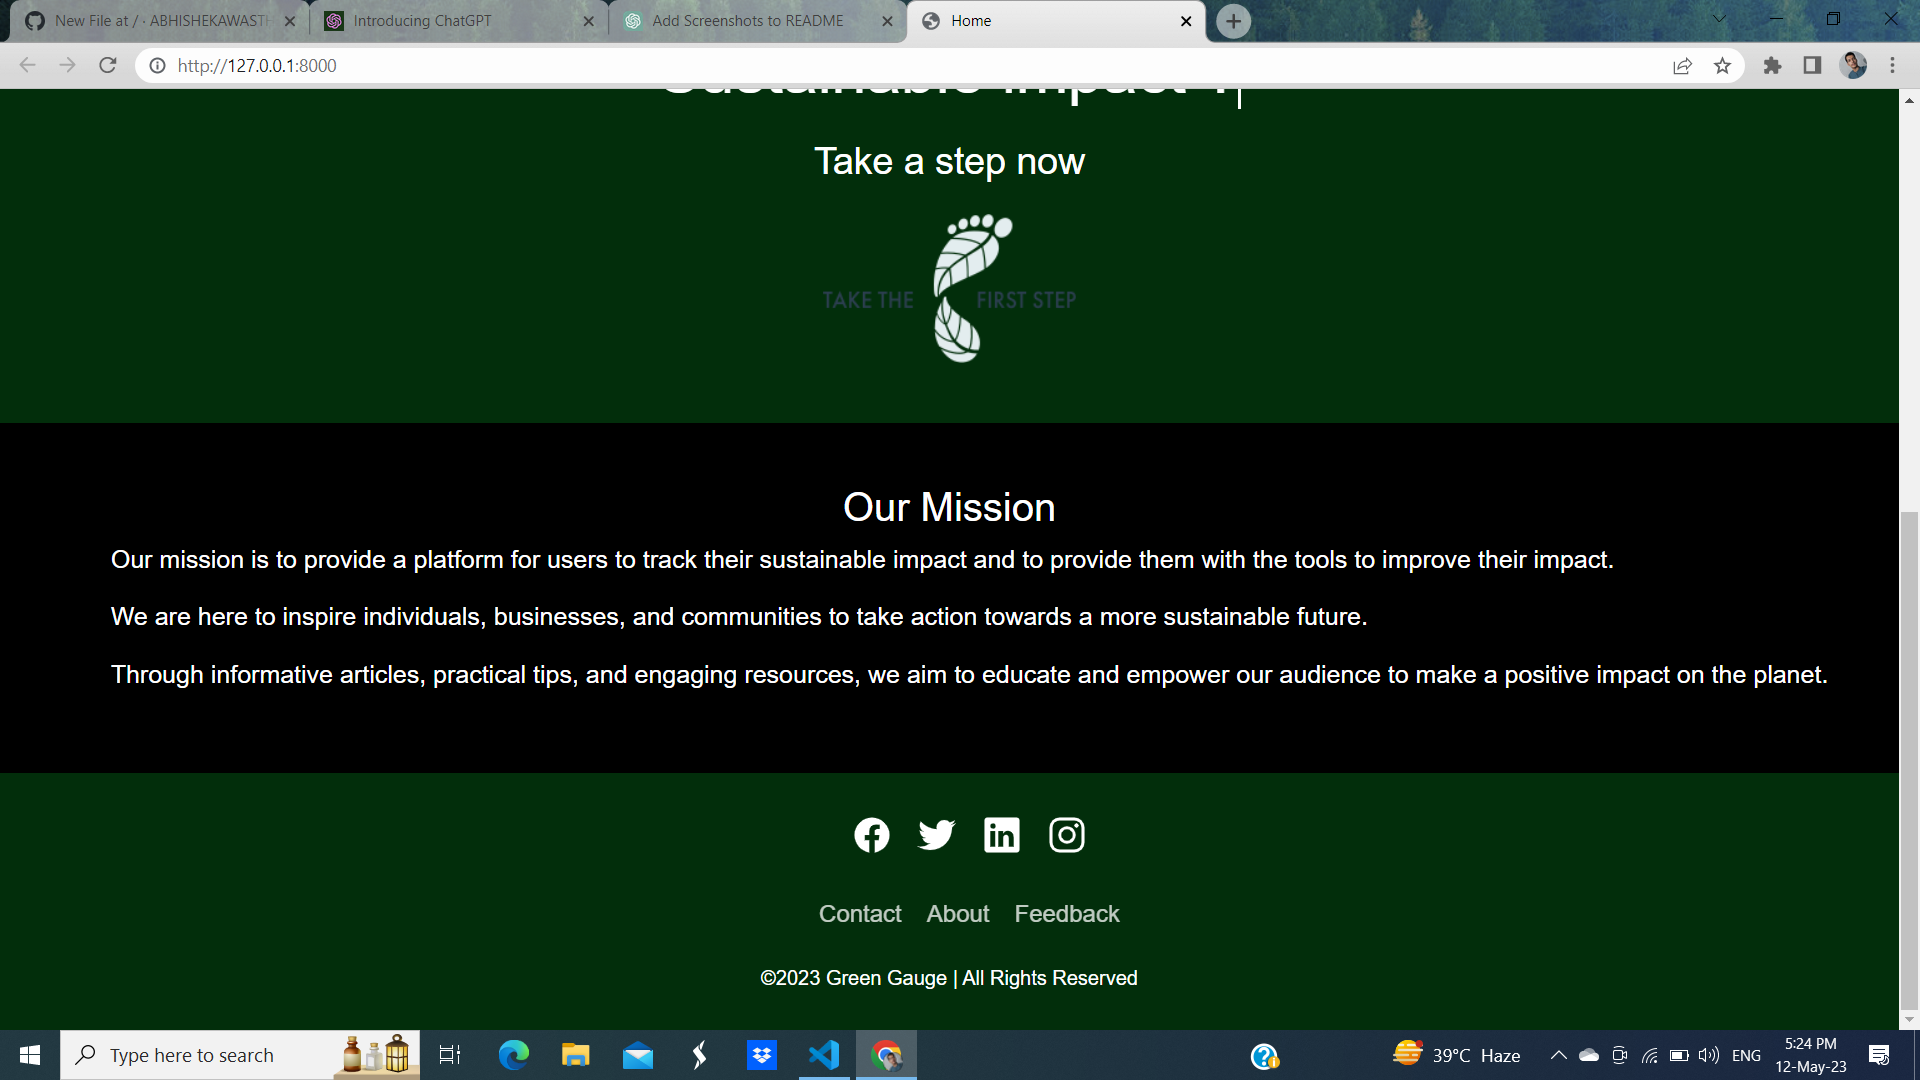 New File at / · ABHISHEKAWAST
Introducing ChatGPT
Add Screenshots to README
Home
http://127.0.0.1:8000
Sustainable Impact
Take a step now
TAKE THE FIRST STEP
Our Mission
Our mission is to provide a platform for users to track their sustainable impact and to provide them with the tools to improve their impact.
We are here to inspire individuals, businesses, and communities to take action towards a more sustainable future.
Through informative articles, practical tips, and engaging resources, we aim to educate and empower our audience to make a positive impact on the planet.
Contact About Feedback
©2023 Green Gauge | All Rights Reserved
Type here to search
39°C Haze
ENG
5:24 PM
12-May-23